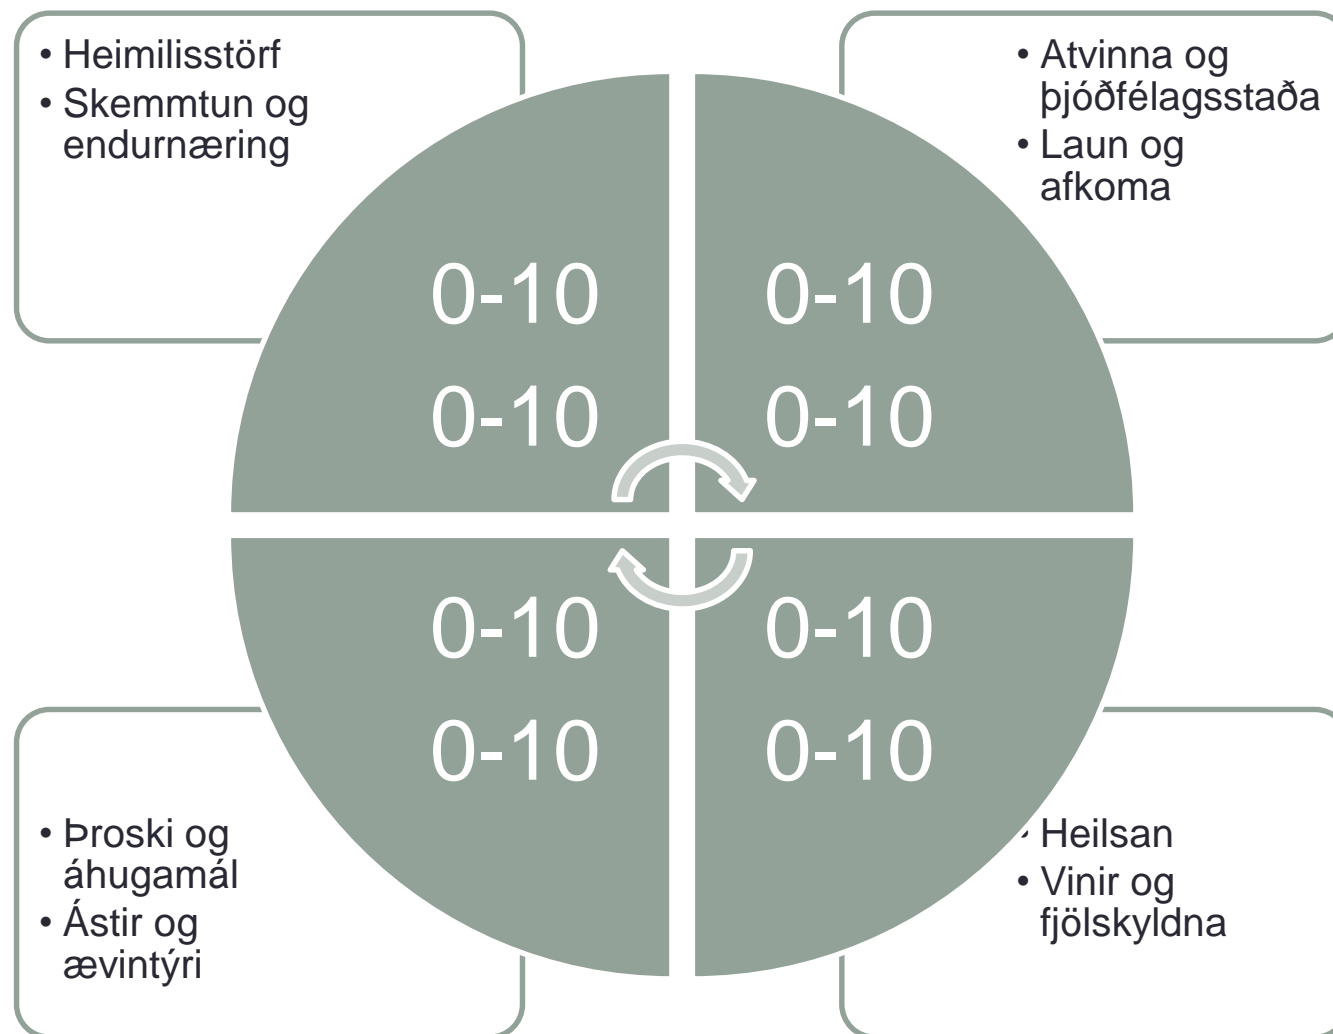 • Heimilisstörf
• Skemmtun og
endurnæring
• Atvinna og
þjóðfélagsstaða
• Laun og
afkoma
0-10
0-10
0-10
0-10
0-10
0-10
0-10
0-10
• Þroski og
áhugamál
• Ástir og
ævintýri
• Heilsan
• Vinir og
fjölskyldna